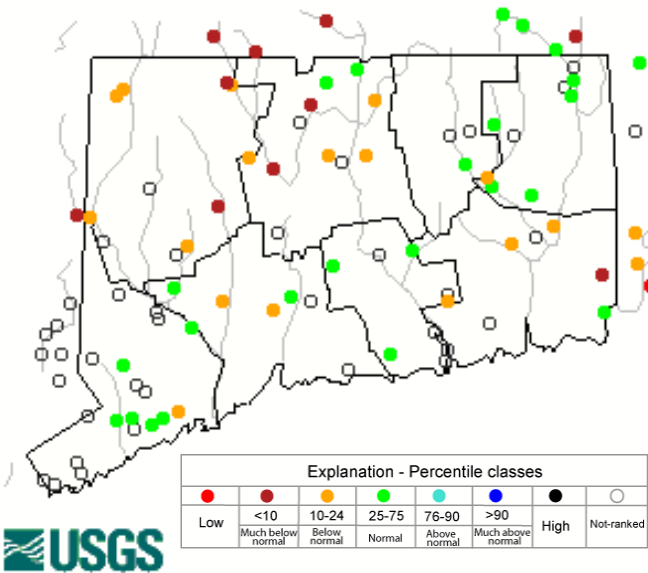 Explanation - Percentile classes
Low
<10
10-24
25-75
76-90
>90
High
Not-ranked
Much below normal
Below normal
Normal
Above normal
Much above normal
USGS